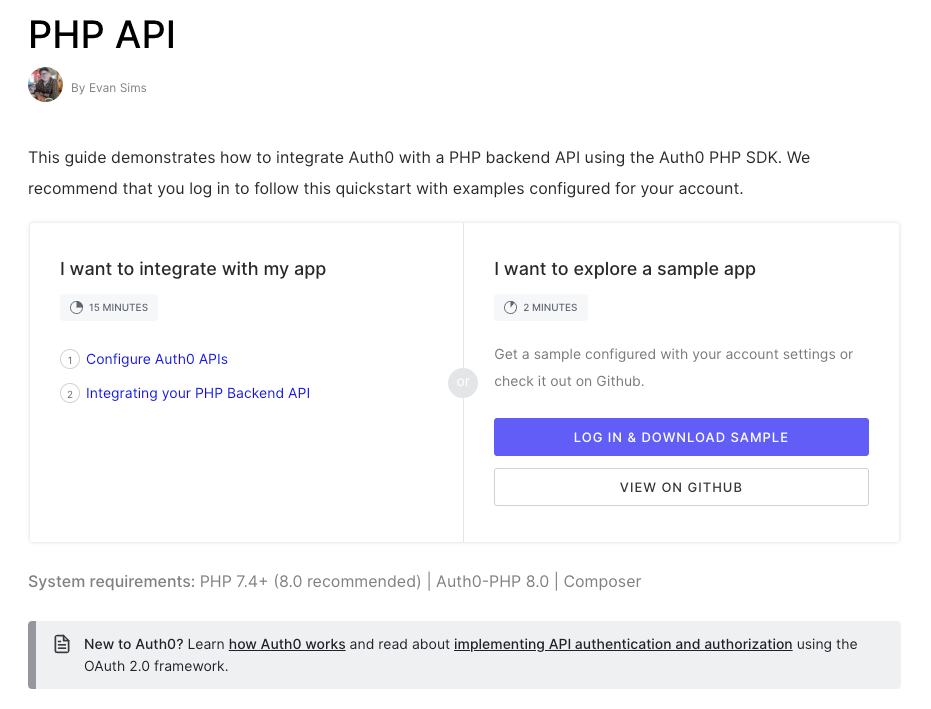 PHP API
By Evan Sims
This guide demonstrates how to integrate Auth0 with a PHP backend API using the Auth0 PHP SDK. We
recommend that you log in to follow this quickstart with examples configured for your account.
I want to integrate with my app
15 MINUTES
1 Configure Auth0 APIs
2 Integrating your PHP Backend API
or
I want to explore a sample app
2 MINUTES
Get a sample configured with your account settings or
check it out on Github.
LOG IN & DOWNLOAD SAMPLE
VIEW ON GITHUB
System requirements: PHP 7.4+ (8.0 recommended) | Auth0-PHP 8.0 | Composer
New to Auth0? Learn how Auth0 works and read about implementing API authentication and authorization using the
OAuth 2.0 framework.